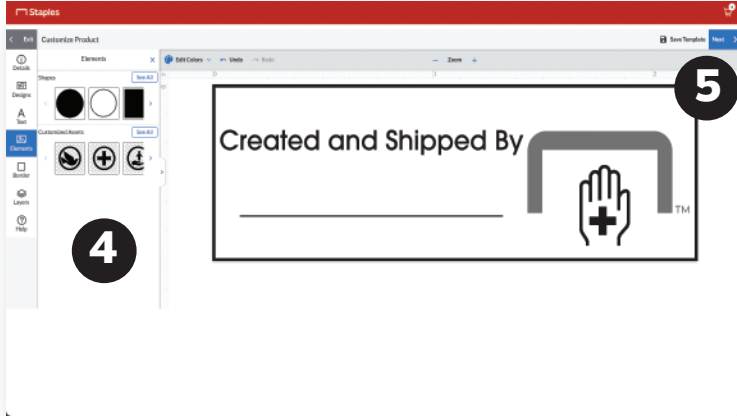 Staples
0
Exit
Customize Product
Save Template
Next
Details
Designs
Text
Elements
Border
Layers
Help
Elements
X
Shapes
See All
Customized Assets
See All
Edit Colors
Undo
Redo
Zoom
0
1
2
Created and Shipped By
TM
4
5